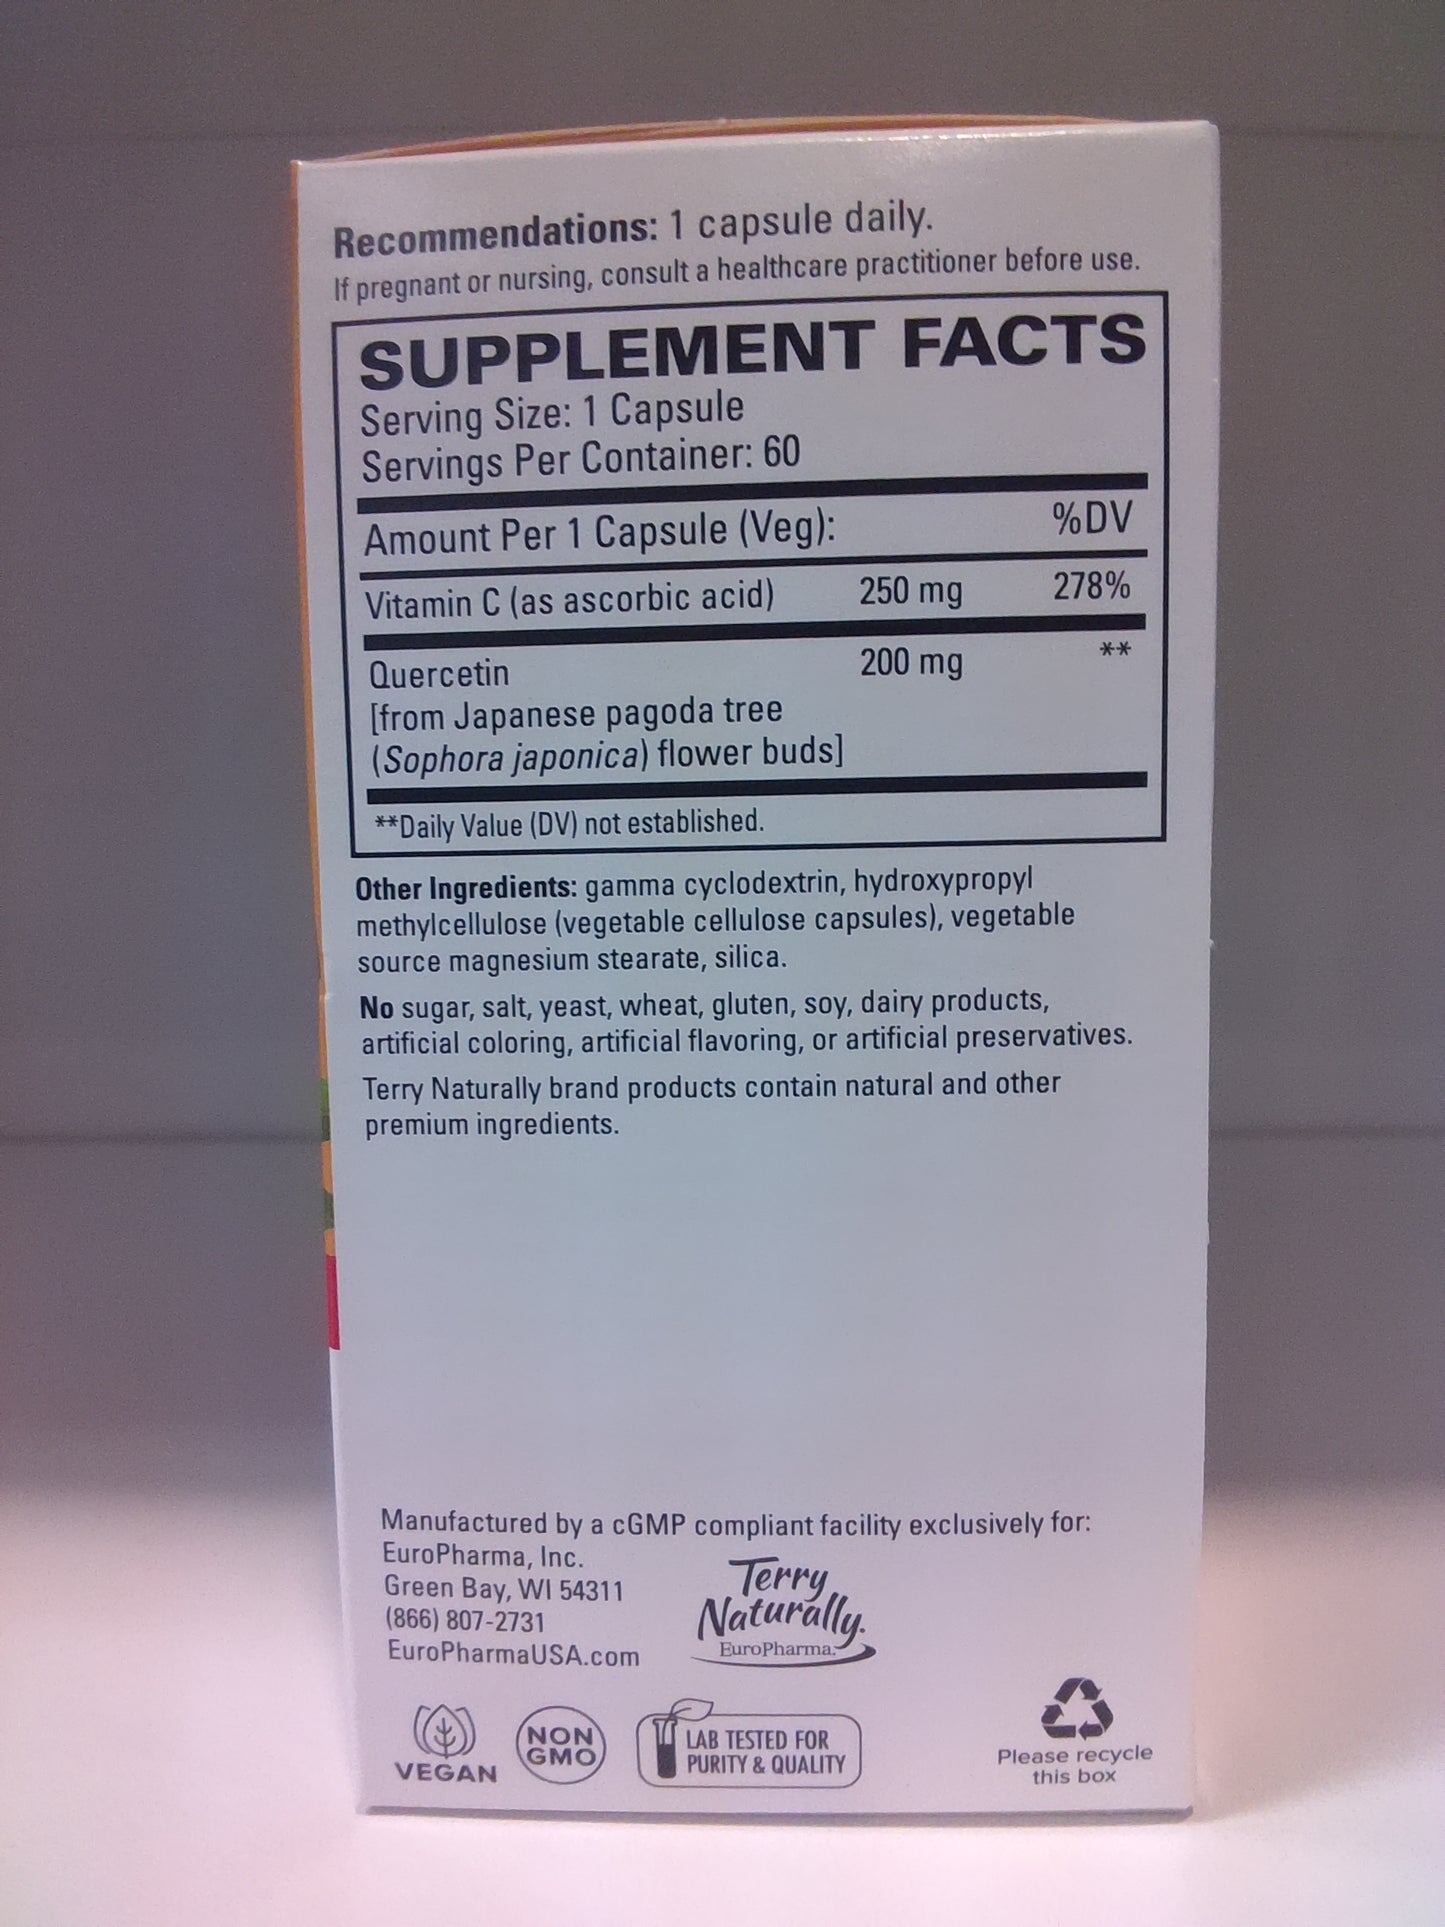 Recommendations: 1 capsule daily.
If pregnant or nursing, consult a healthcare practitioner before use.
SUPPLEMENT FACTS
Serving Size: 1 Capsule
Servings Per Container: 60
Amount Per 1 Capsule (Veg): %DV
Vitamin C (as ascorbic acid) 250 mg 278%
Quercetin 200 mg **
[from Japanese pagoda tree
(Sophora japonica) flower buds]
**Daily Value (DV) not established.
Other Ingredients: gamma cyclodextrin, hydroxypropyl
methylcellulose (vegetable cellulose capsules), vegetable
source magnesium stearate, silica.
No sugar, salt, yeast, wheat, gluten, soy, dairy products,
artificial coloring, artificial flavoring, or artificial preservatives.
Terry Naturally brand products contain natural and other
premium ingredients.
Manufactured by a cGMP compliant facility exclusively for:
EuroPharma, Inc.
Green Bay, WI 54311
(866) 807-2731
EuroPharmaUSA.com
Terry
Naturally.
EuroPharma.
VEGAN
NON
GMO
LAB TESTED FOR
PURITY & QUALITY
Please recycle
this box